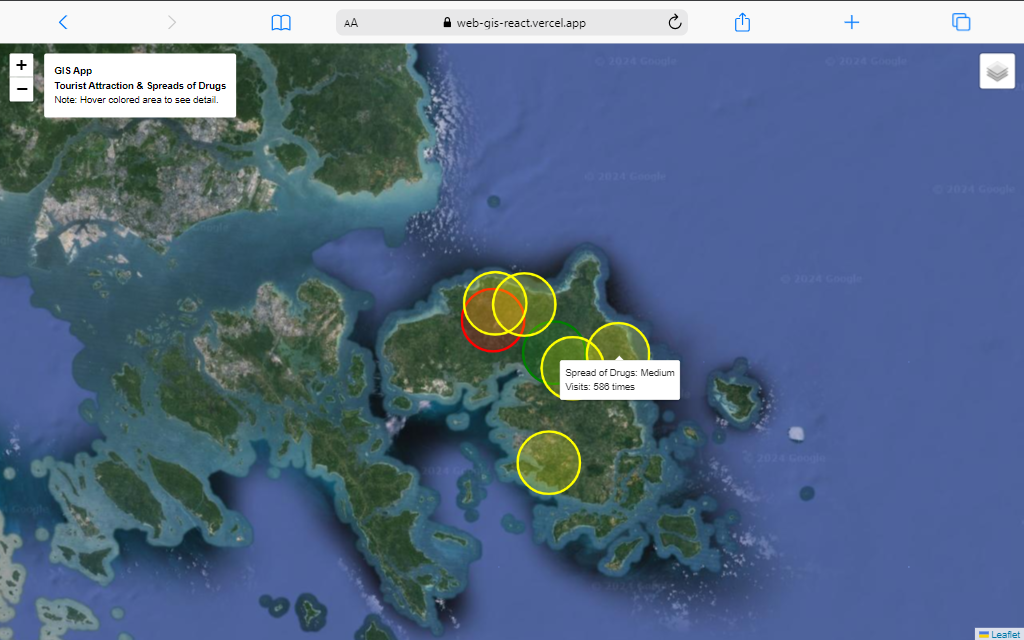 AA
web-gis-react.vercel.app
+
−
GIS App
Tourist Attraction & Spreads of Drugs
Note: Hover colored area to see detail.
© 2024 Google
© 2024 Google
© 2024 Google
© 2024 Google
© 2024 Google
Spread of Drugs: Medium
Visits: 586 times
© 2024 Google
Leaflet